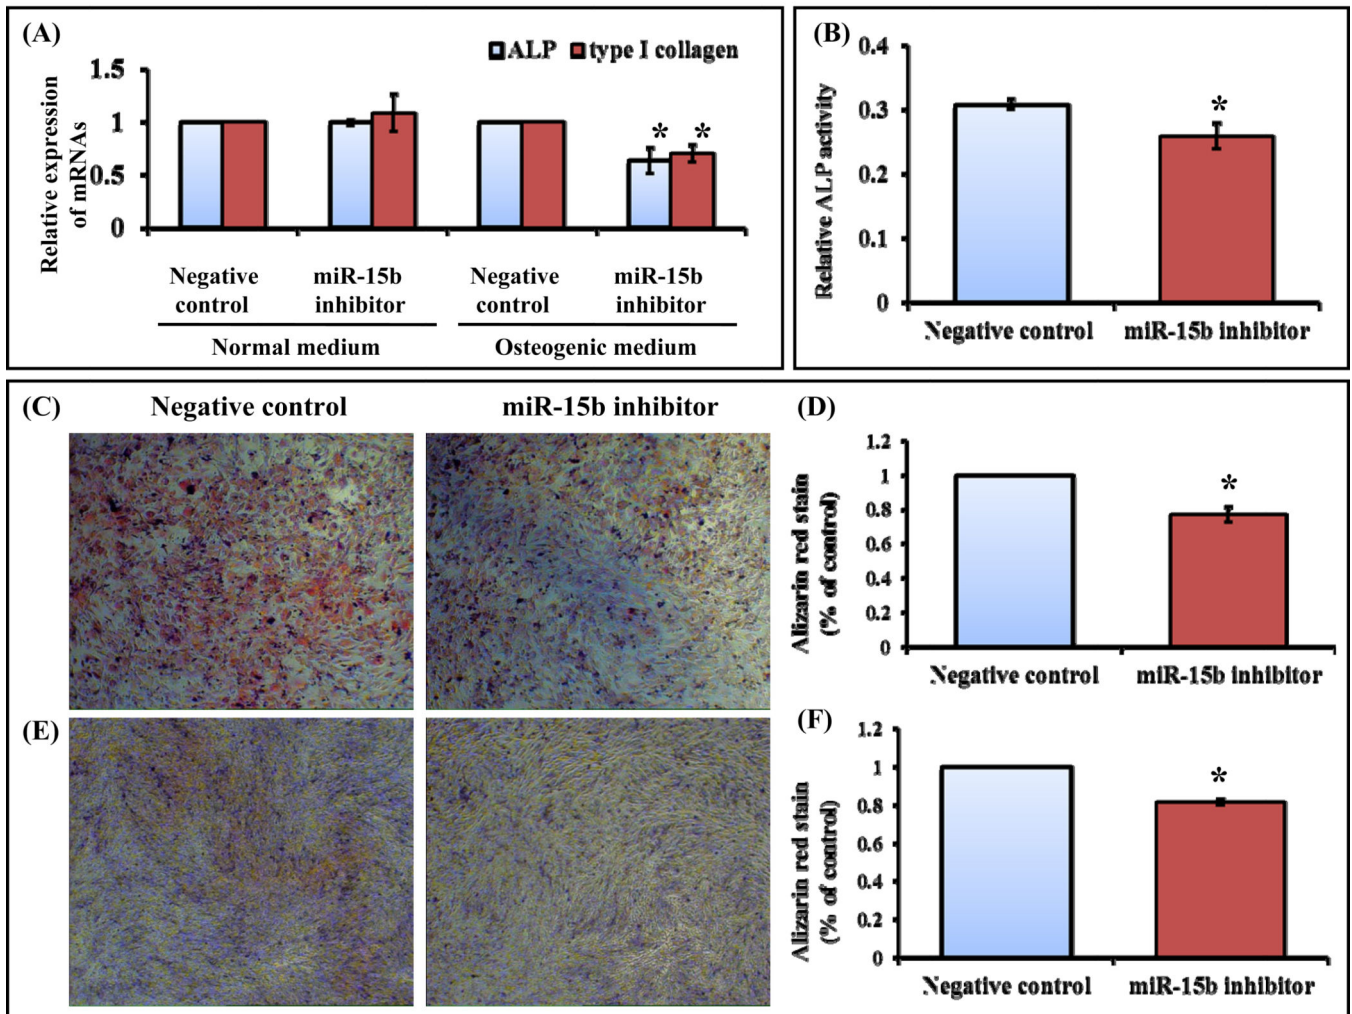 (A)
ALP type I collagen
Relative expression
of mRNAs
1.5
1
0.5
0
* *
Negative
control
miR-15b
inhibitor
Negative
control
miR-15b
inhibitor
Normal medium
Osteogenic medium
(B)
Relative ALP activity
0.4
0.3
0.2
0.1
0
*
Negative control
miR-15b inhibitor
(C)
Negative control
miR-15b inhibitor
(D)
Alizarin red stain
(% of control)
1.2
1
0.8
0.6
0.4
0.2
0
*
Negative control
miR-15b inhibitor
(E)
(F)
Alizarin red stain
(% of control)
1.2
1
0.8
0.6
0.4
0.2
0
*
Negative control
miR-15b inhibitor